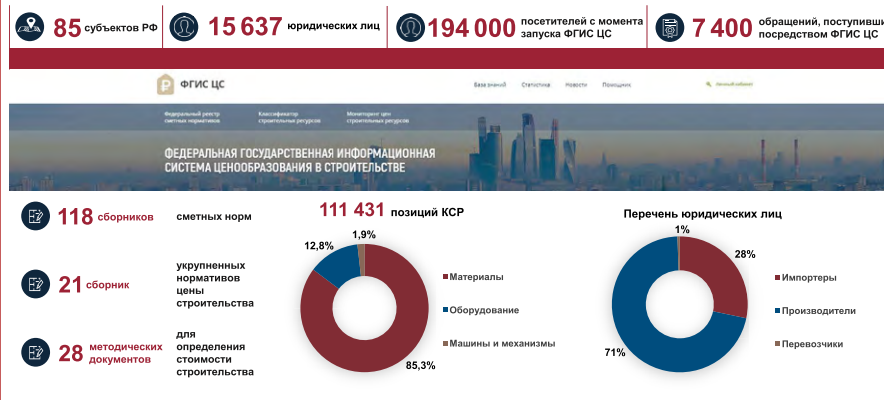 85 субъектов РФ
15 637 юридических лиц
194 000 посетителей с момента
запуска ФГИС ЦС
7 400 обращений, поступивши
посредством ФГИС ЦС
ФГИС ЦС
База знаний Статистика Новости Помощник
Личный кабинет
Федеральный реестр
сметных нормативов
Классификатор
строительных ресурсов
Мониторинг цен
строительных ресурсов
ФЕДЕРАЛЬНАЯ ГОСУДАРСТВЕННАЯ ИНФОРМАЦИОННАЯ
СИСТЕМА ЦЕНООБРАЗОВАНИЯ В СТРОИТЕЛЬСТВЕ
118 сборников сметных норм
21 сборник
укрупненных
нормативов
цены
строительства
28 методических
документов
для
определения
стоимости
строительства
111 431 позиций КСР
1,9%
12,8%
85,3%
Материалы
Оборудование
Машины и механизмы
Перечень юридических лиц
1%
28%
71%
Импортеры
Производители
Перевозчики